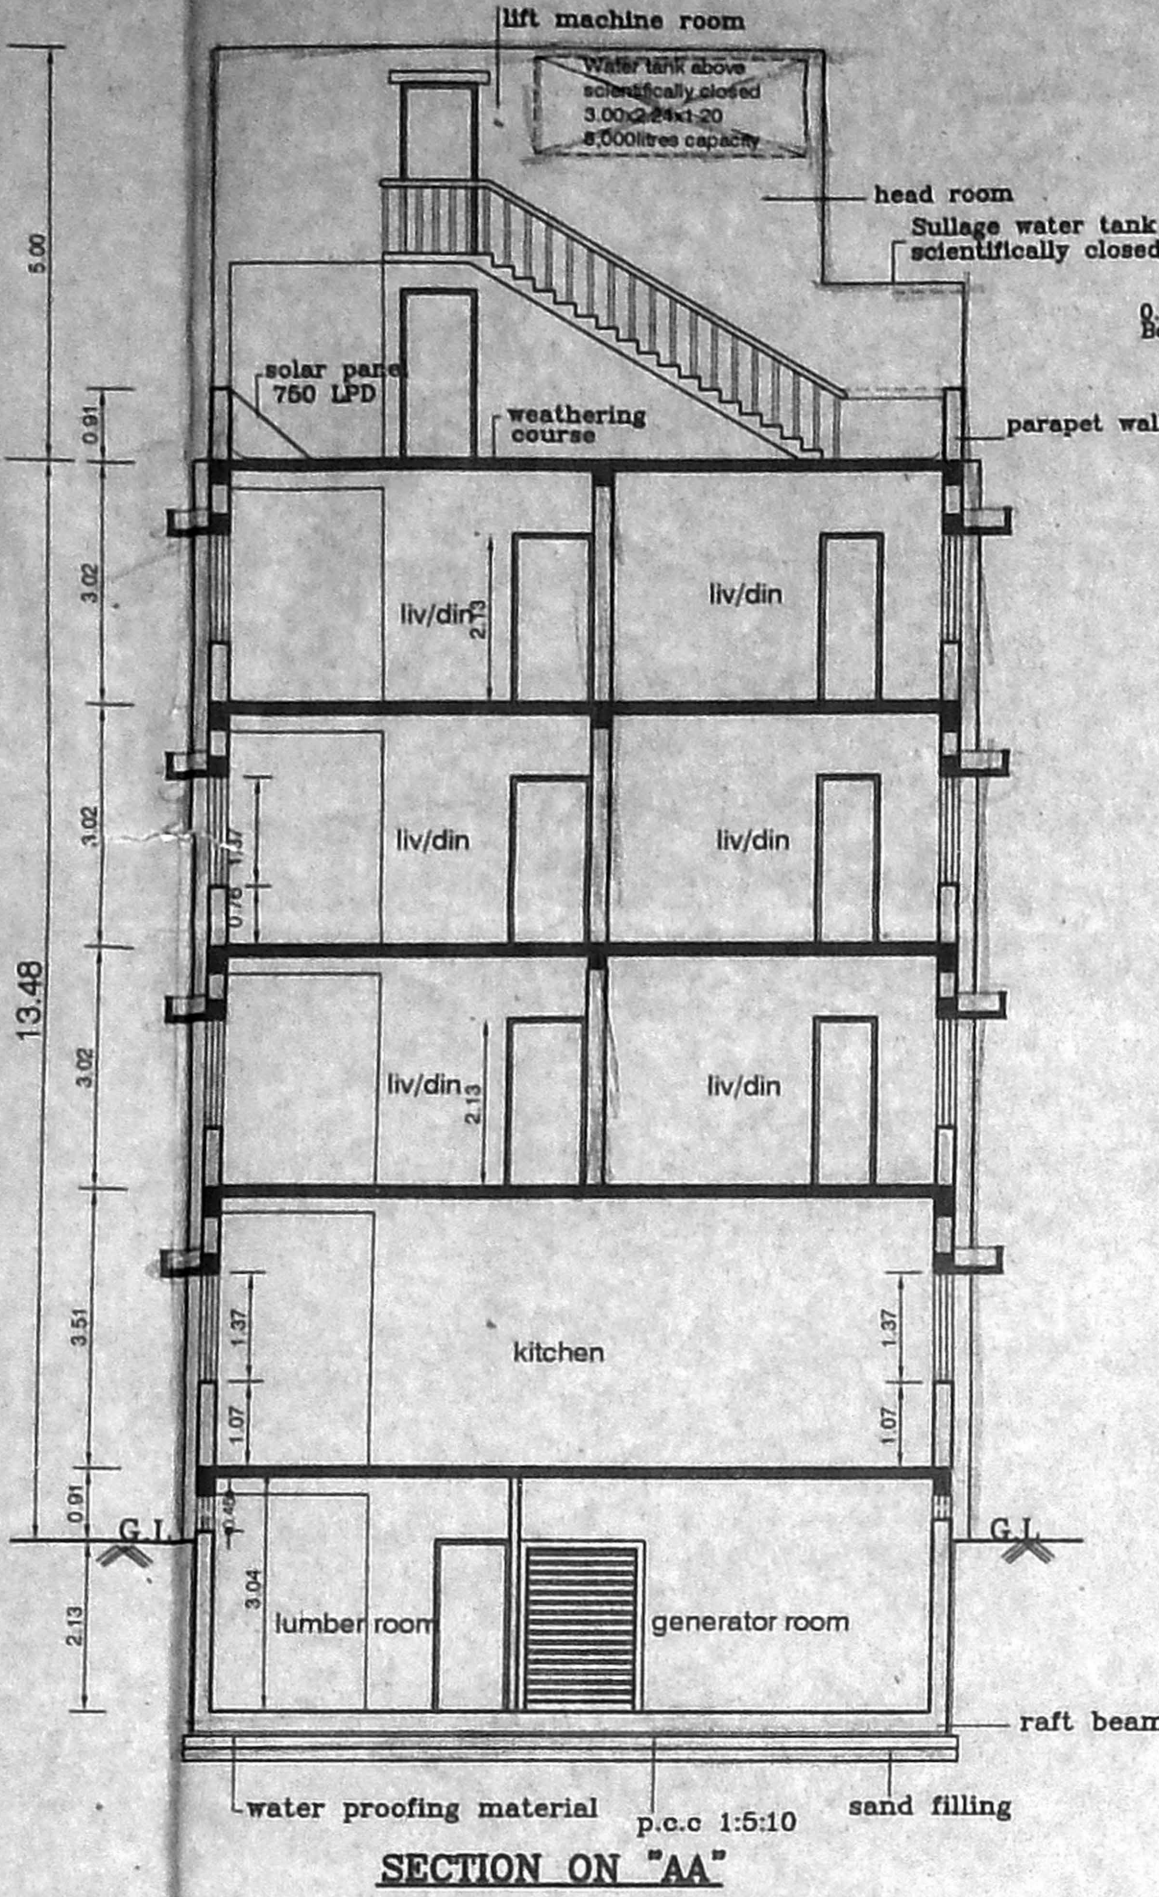 lift machine room
Water tank above
scientifically closed
3.00x2.24x1.20
8,000litres capacity
head room
Sullage water tank
scientifically closed
5.00
solar pane
750 LPD
0.91
weathering
course
parapet wal
3.02
liv/din
2.13
liv/din
3.02
1.37
0.76
liv/din
liv/din
13.48
3.02
liv/din
2.13
liv/din
3.51
1.37
1.07
kitchen
1.37
1.07
0.91
0.45
G.L
G.L
2.13
3.04
lumber room
generator room
raft beam
water proofing material
p.c.c 1:5:10
sand filling
SECTION ON "AA"